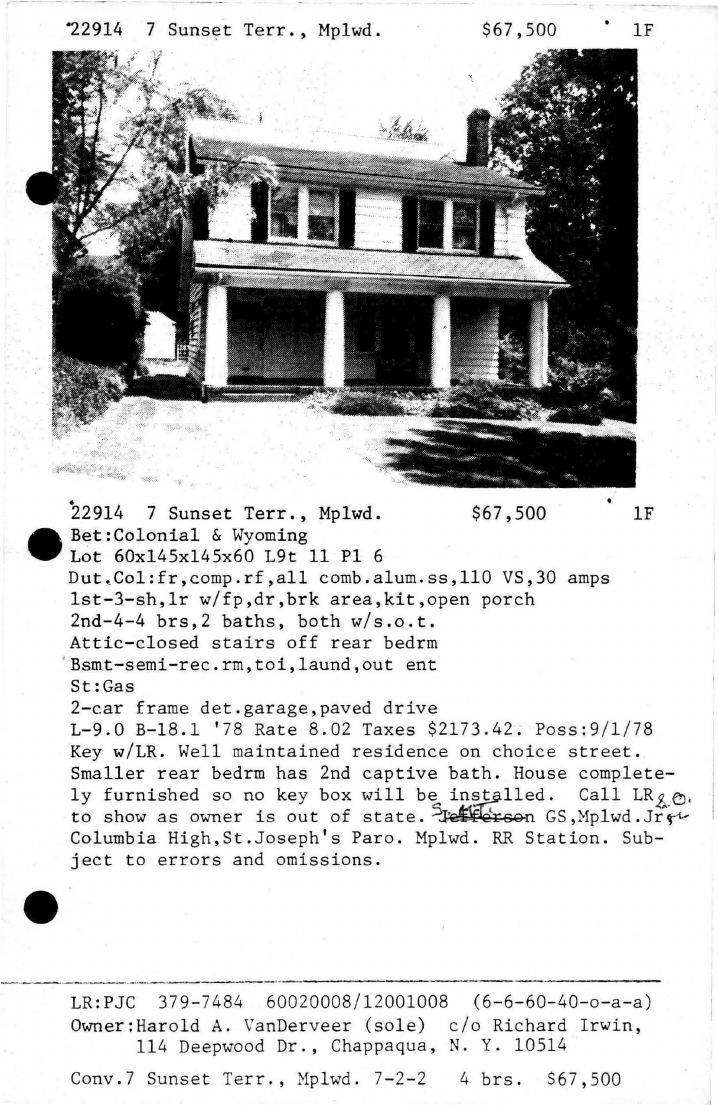 22914 7 Sunset Terr., Mplwd. $67,500 1F
22914 7 Sunset Terr., Mplwd. $67,500 1F
Bet:Colonial & Wyoming
Lot 60x145x145x60 L9t 11 P1 6
Dut.Col:fr,comp.rf,all comb.alum.ss,110 VS,30 amps
1st-3-sh,lr w/fp,dr,brk area,kit,open porch
2nd-4-4 brs,2 baths, both w/s.o.t.
Attic-closed stairs off rear bedrm
Bsmt-semi-rec.rm,toi,laund,out ent
St:Gas
2-car frame det.garage,paved drive
L-9.0 B-18.1 '78 Rate 8.02 Taxes $2173.42. Poss:9/1/78
Key w/LR. Well maintained residence on choice street.
Smaller rear bedrm has 2nd captive bath. House complete-
ly furnished so no key box will be installed. Call LR
to show as owner is out of state. Jefferson GS,Mplwd.Jr
Columbia High,St.Joseph's Paro. Mplwd. RR Station. Sub-
ject to errors and omissions.
LR:PJC 379-7484 60020008/12001008 (6-6-60-40-o-a-a)
Owner:Harold A. VanDerveer (sole) c/o Richard Irwin,
114 Deepwood Dr., Chappaqua, N. Y. 10514
Conv.7 Sunset Terr., Mplwd. 7-2-2 4 brs. $67,500